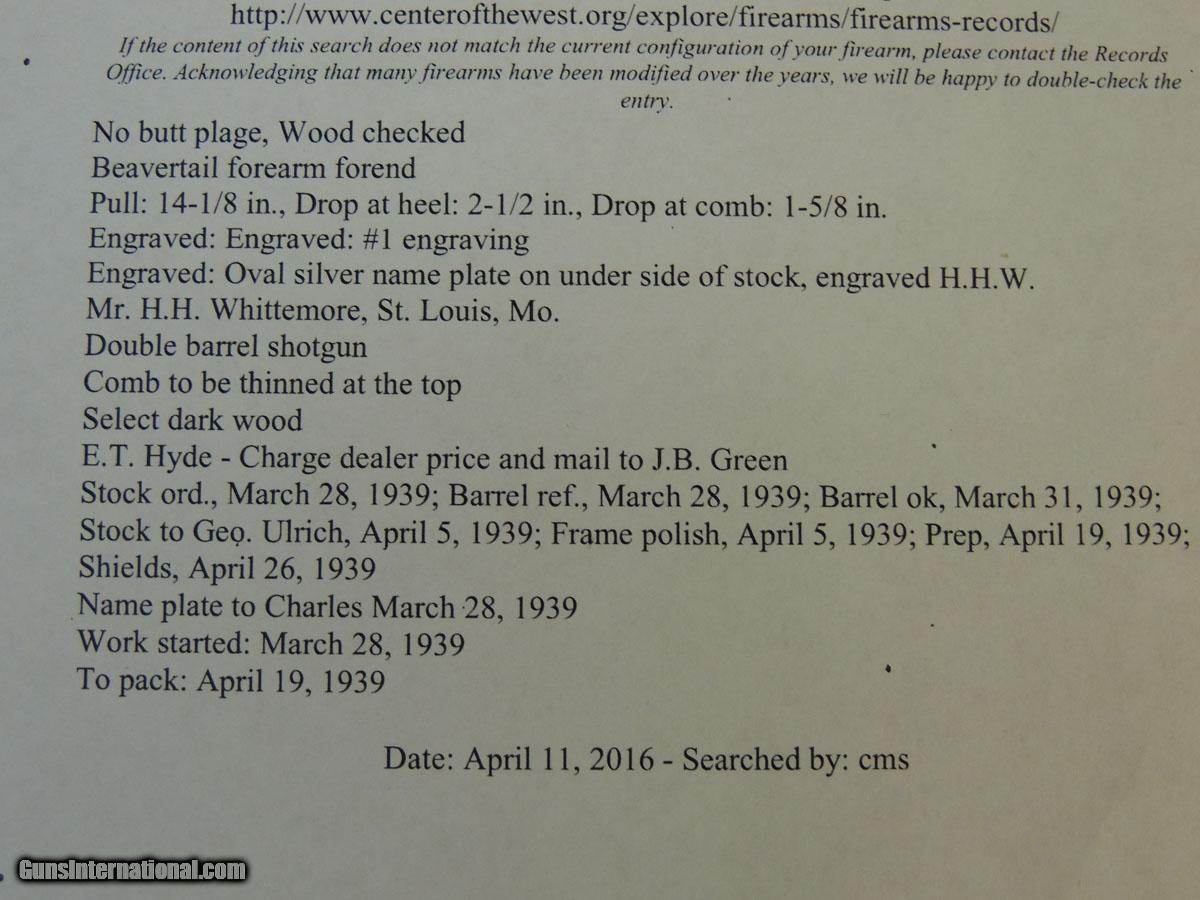 http://www.centerofthewest.org/explore/firearms/firearms-records/
If the content of this search does not match the current configuration of your firearm, please contact the Records
Office. Acknowledging that many firearms have been modified over the years, we will be happy to double-check the
entry.
No butt plage, Wood checked
Beavertail forearm forend
Pull: 14-1/8 in., Drop at heel: 2-1/2 in., Drop at comb: 1-5/8 in.
Engraved: Engraved: #1 engraving
Engraved: Oval silver name plate on under side of stock, engraved H.H.W.
Mr. H.H. Whittemore, St. Louis, Mo.
Double barrel shotgun
Comb to be thinned at the top
Select dark wood
E.T. Hyde - Charge dealer price and mail to J.B. Green
Stock ord., March 28, 1939; Barrel ref., March 28, 1939; Barrel ok, March 31, 1939;
Stock to Geo. Ulrich, April 5, 1939; Frame polish, April 5, 1939; Prep, April 19, 1939;
Shields, April 26, 1939
Name plate to Charles March 28, 1939
Work started: March 28, 1939
To pack: April 19, 1939
Date: April 11, 2016 - Searched by: cms
GunsInternational.com